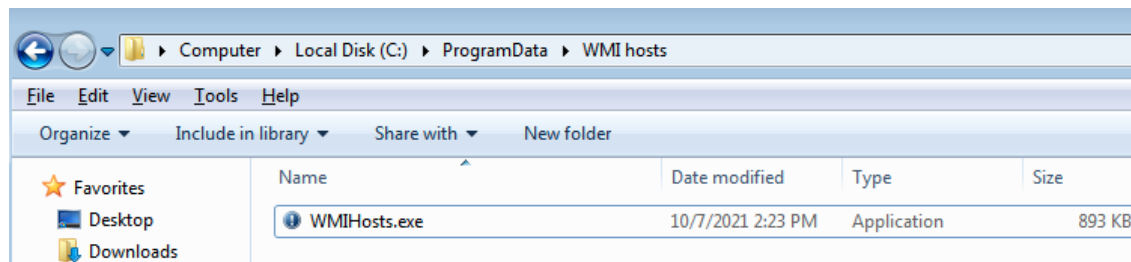 Computer Local Disk (C:) ProgramData WMI hosts
File Edit View Tools Help
Organize Include in library Share with New folder
Favorites
Desktop
Downloads
Name Date modified Type Size
WMIHosts.exe 10/7/2021 2:23 PM Application 893 KB